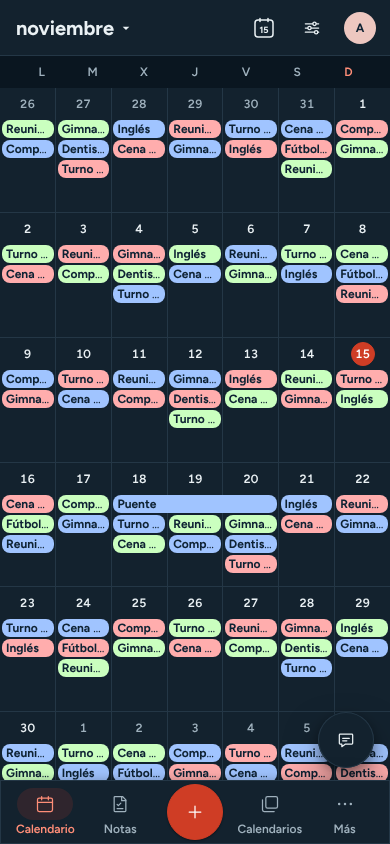 noviembre
15
A
L M X J V S D
26 27 28 29 30 31 1
Reuni... Gimna... Inglés Reuni... Turno ... Cena ... Comp...
Comp... Dentis... Cena ... Gimna... Inglés Fútbol... Gimna...
Turno ... Reuni...
2 3 4 5 6 7 8
Turno ... Reuni... Gimna... Inglés Reuni... Turno ... Cena ...
Cena ... Comp... Dentis... Cena ... Gimna... Inglés Fútbol...
Turno ... Reuni...
9 10 11 12 13 14 15
Comp... Turno ... Reuni... Gimna... Inglés Reuni... Turno ...
Gimna... Cena ... Comp... Dentis... Cena ... Gimna... Inglés
Turno ...
16 17 18 19 20 21 22
Cena ... Comp... Puente Inglés Reuni...
Fútbol... Gimna... Turno ... Reuni... Gimna... Cena ... Gimna...
Reuni... Cena ... Comp... Dentis...
Turno ...
23 24 25 26 27 28 29
Turno ... Cena ... Comp... Turno ... Reuni... Gimna... Inglés
Inglés Fútbol... Gimna... Cena ... Comp... Dentis... Cena ...
Reuni... Turno ...
30 1 2 3 4 5
Reuni... Turno ... Cena ... Comp... Turno ... Reuni...
Gimna... Inglés Fútbol... Gimna... Cena ... Comp... Dentis...
Calendario Notas Calendarios Más